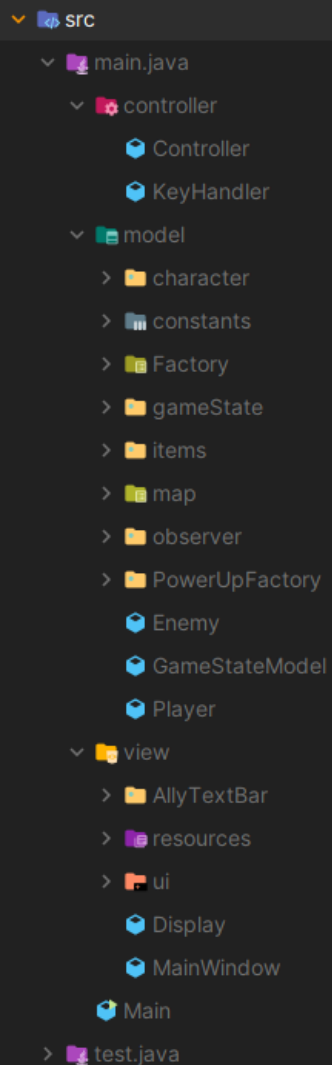 src
main.java
controller
Controller
KeyHandler
model
character
constants
Factory
gameState
items
map
observer
PowerUpFactory
Enemy
GameStateModel
Player
view
AllyTextBar
resources
ui
Display
MainWindow
Main
test.java